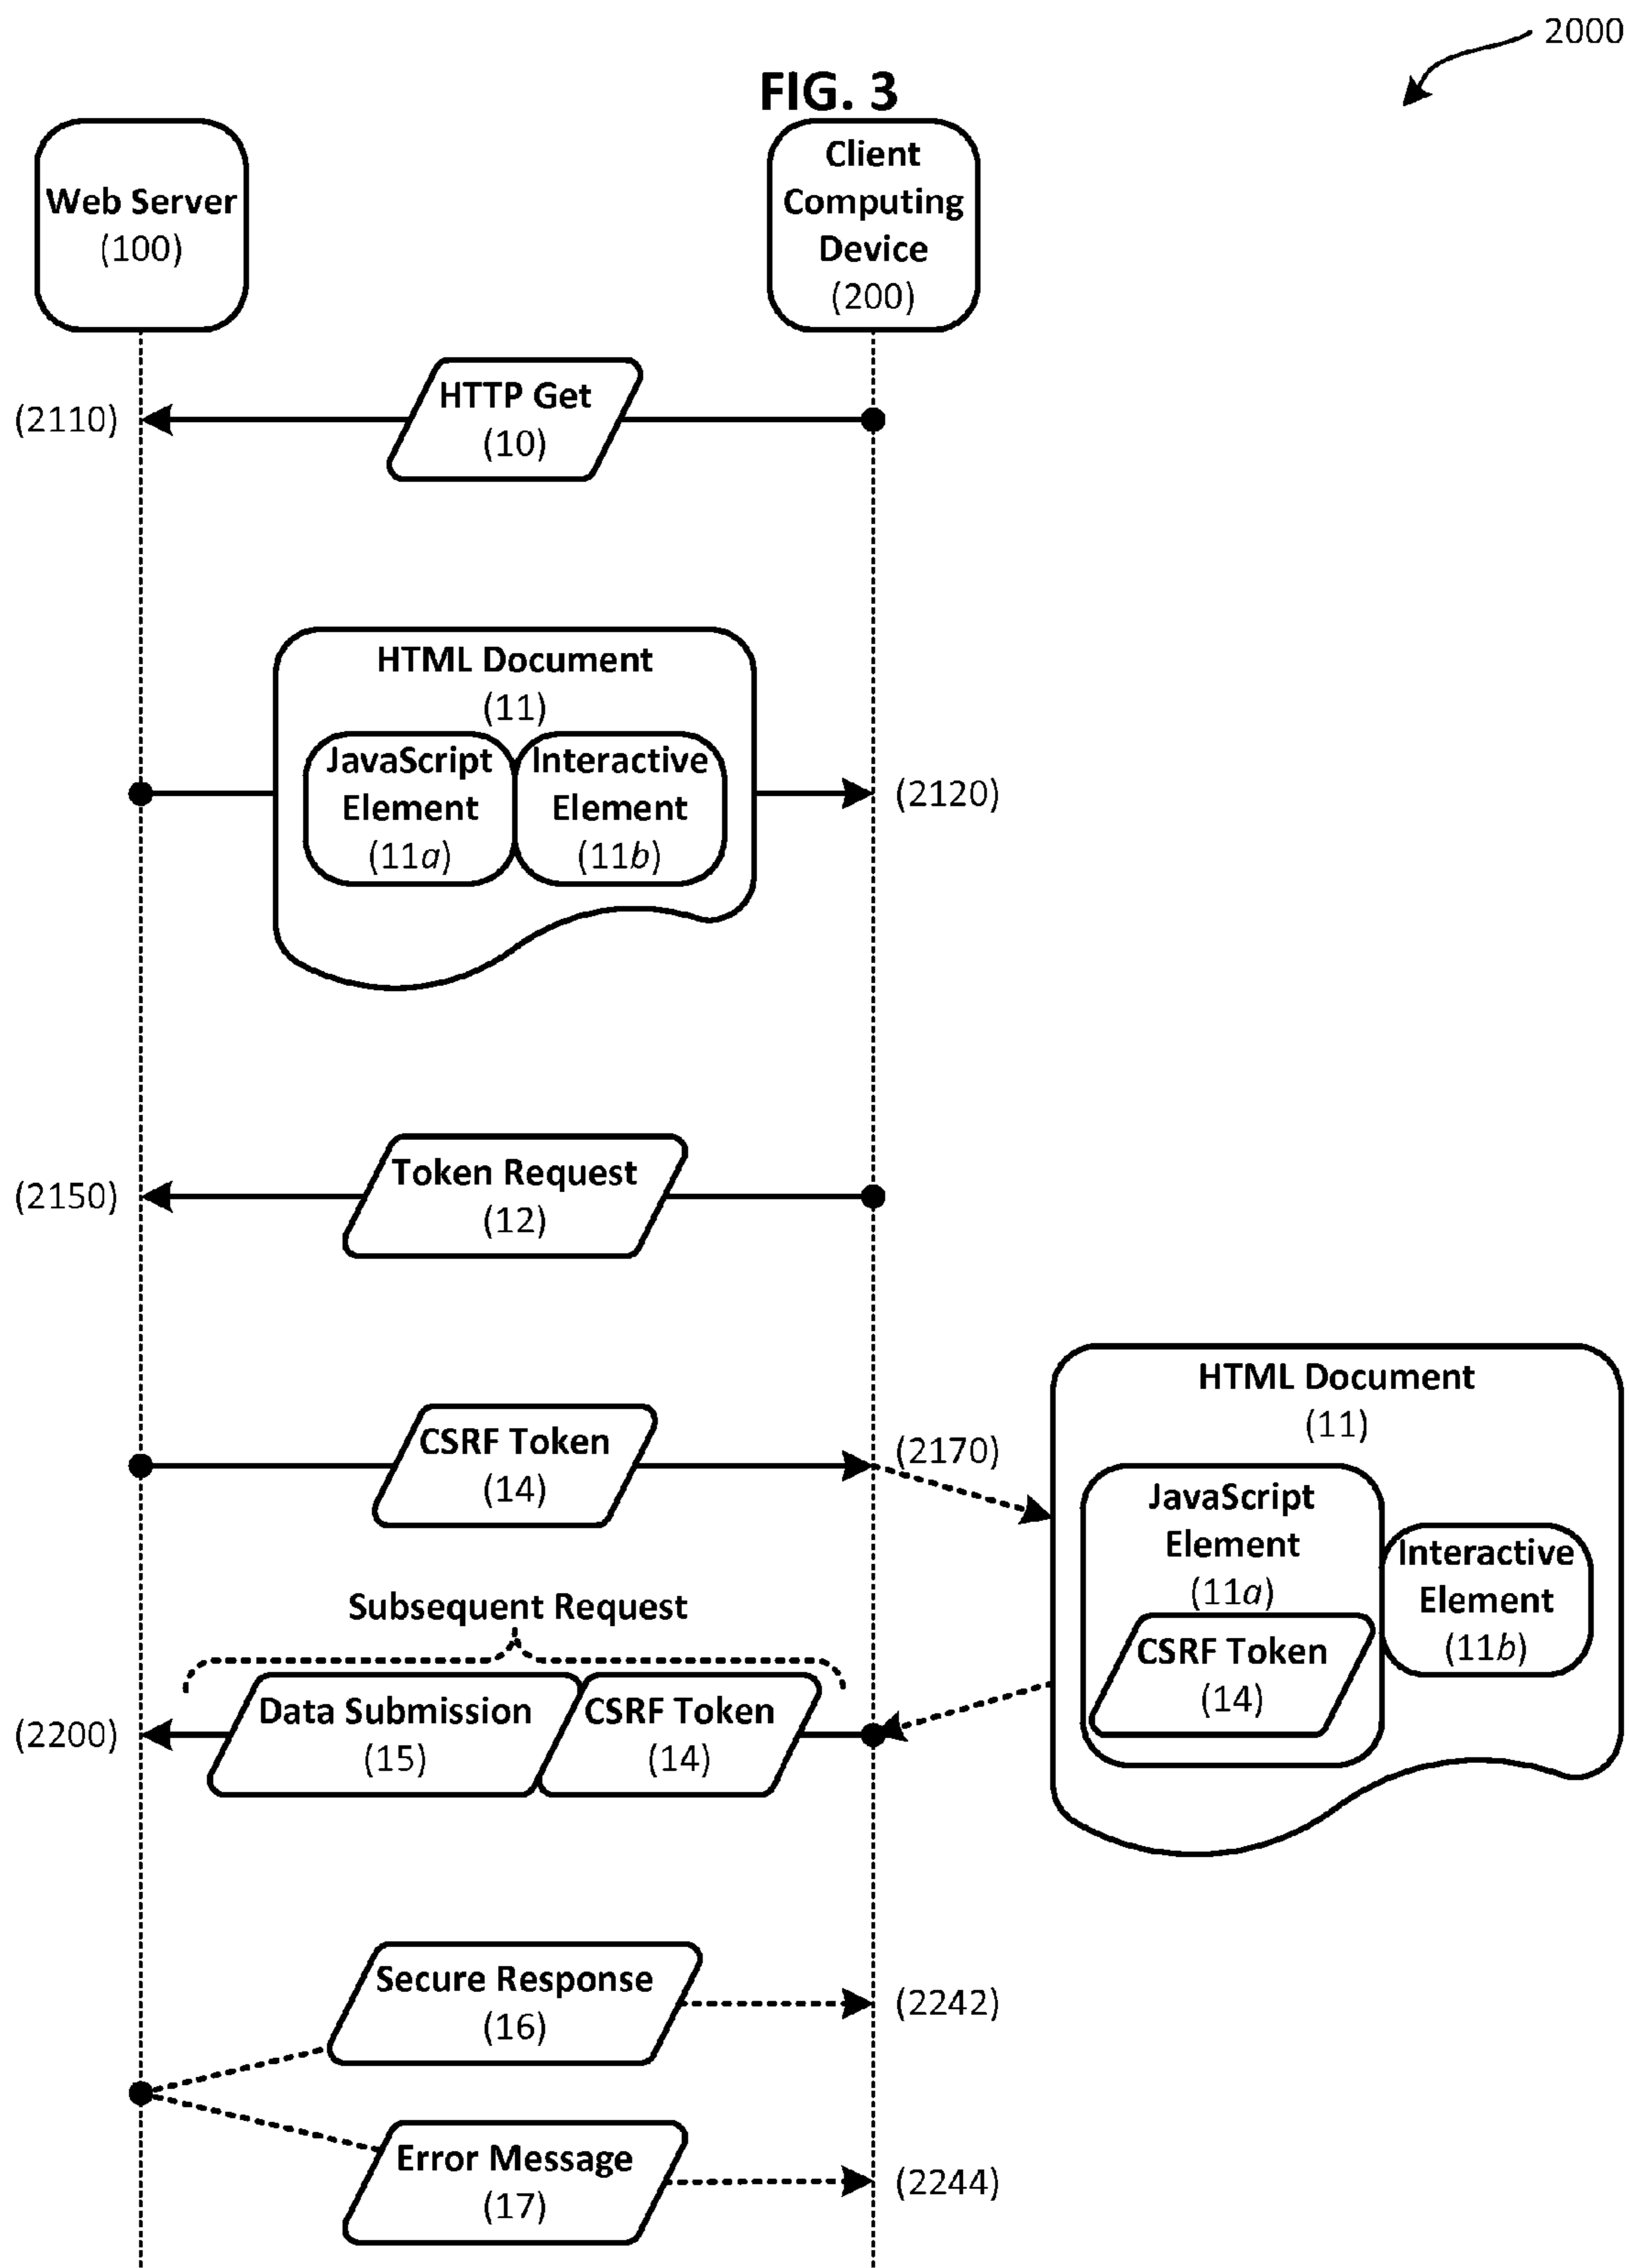 2000
FIG. 3
Web Server
(100)
Client
Computing
Device
(200)
(2110)
HTTP Get
(10)
HTML Document
(11)
JavaScript
Element
(11a)
Interactive
Element
(11b)
(2120)
(2150)
Token Request
(12)
CSRF Token
(14)
(2170)
HTML Document
(11)
JavaScript
Element
(11a)
CSRF Token
(14)
Interactive
Element
(11b)
Subsequent Request
(2200)
Data Submission
(15)
CSRF Token
(14)
Secure Response
(16)
(2242)
Error Message
(17)
(2244)